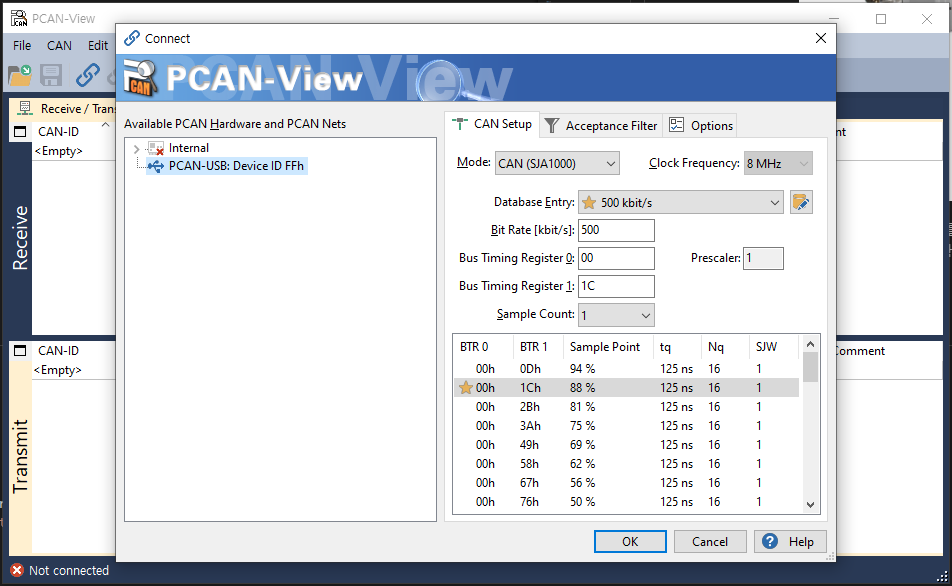 PCAN-View
File CAN Edit
Receive / Tran
CAN-ID
<Empty>
Receive
CAN-ID
<Empty>
Transmit
Comment
Not connected
Connect
PCAN-View
Available PCAN Hardware and PCAN Nets
Internal
PCAN-USB: Device ID FFh
CAN Setup Acceptance Filter Options
Mode: CAN (SJA1000) Clock Frequency: 8 MHz
Database Entry: 500 kbit/s
Bit Rate [kbit/s]: 500
Bus Timing Register 0: 00 Prescaler: 1
Bus Timing Register 1: 1C
Sample Count: 1
BTR 0 BTR 1 Sample Point tq Nq SJW
00h 0Dh 94 % 125 ns 16 1
00h 1Ch 88 % 125 ns 16 1
00h 2Bh 81 % 125 ns 16 1
00h 3Ah 75 % 125 ns 16 1
00h 49h 69 % 125 ns 16 1
00h 58h 62 % 125 ns 16 1
00h 67h 56 % 125 ns 16 1
00h 76h 50 % 125 ns 16 1
OK Cancel Help